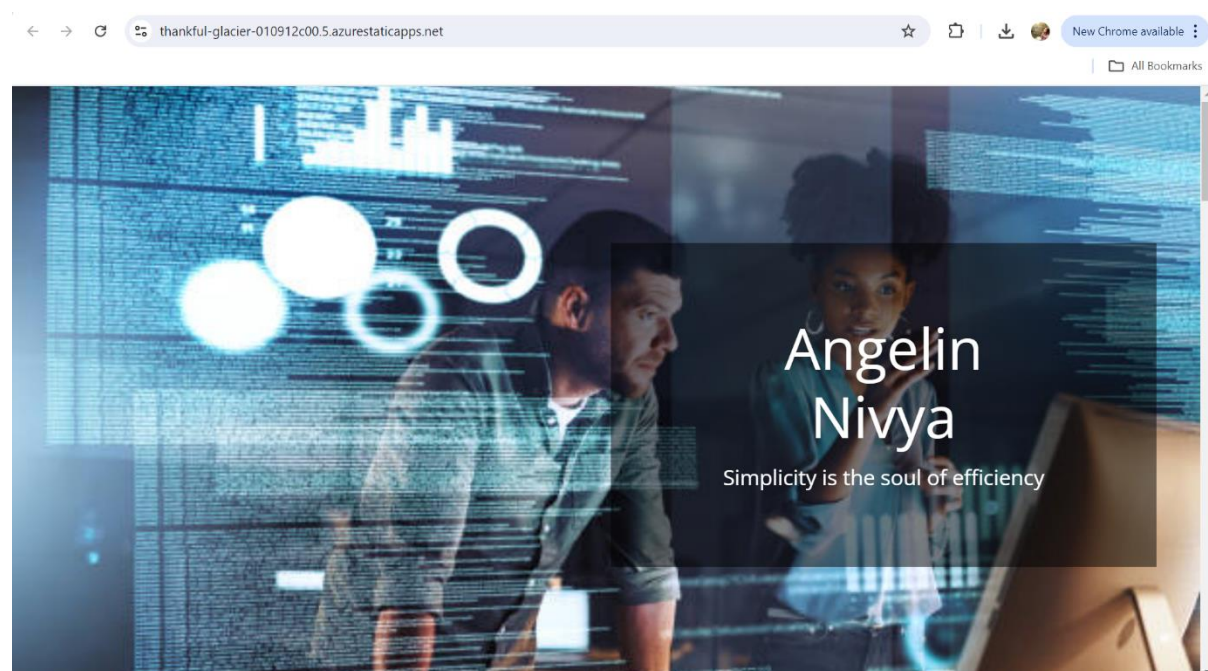 thankful-glacier-010912c00.5.azurestaticapps.net
New Chrome available
All Bookmarks
Angelin
Nivya
Simplicity is the soul of efficiency